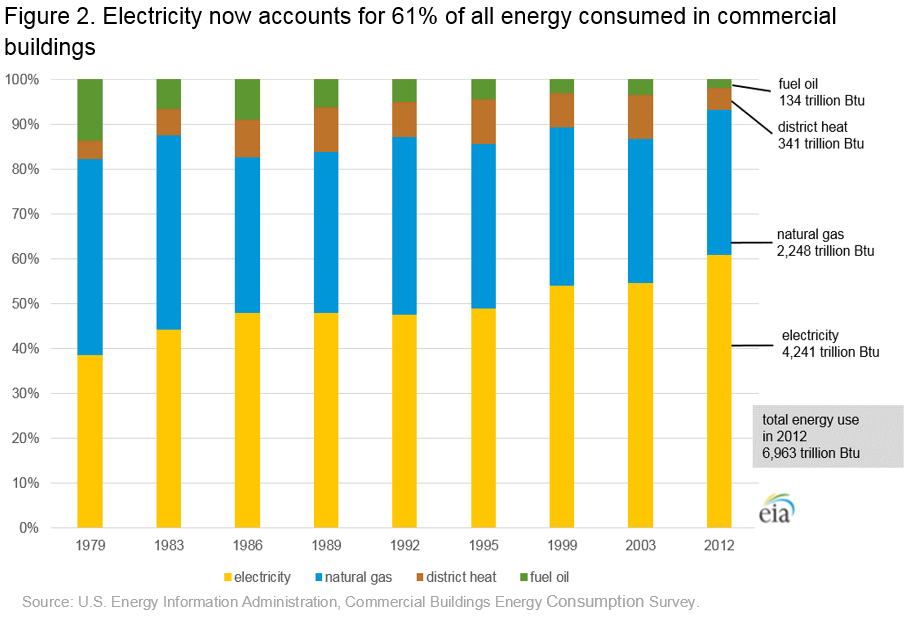 Figure 2. Electricity now accounts for 61% of all energy consumed in commercial
buildings
100%
90%
80%
70%
60%
50%
40%
30%
20%
10%
0%
fuel oil
134 trillion Btu
district heat
341 trillion Btu
natural gas
2,248 trillion Btu
electricity
4,241 trillion Btu
total energy use
in 2012
6,963 trillion Btu
eia
1979 1983 1986 1989 1992 1995 1999 2003 2012
electricity natural gas district heat fuel oil
Source: U.S. Energy Information Administration, Commercial Buildings Energy Consumption Survey.